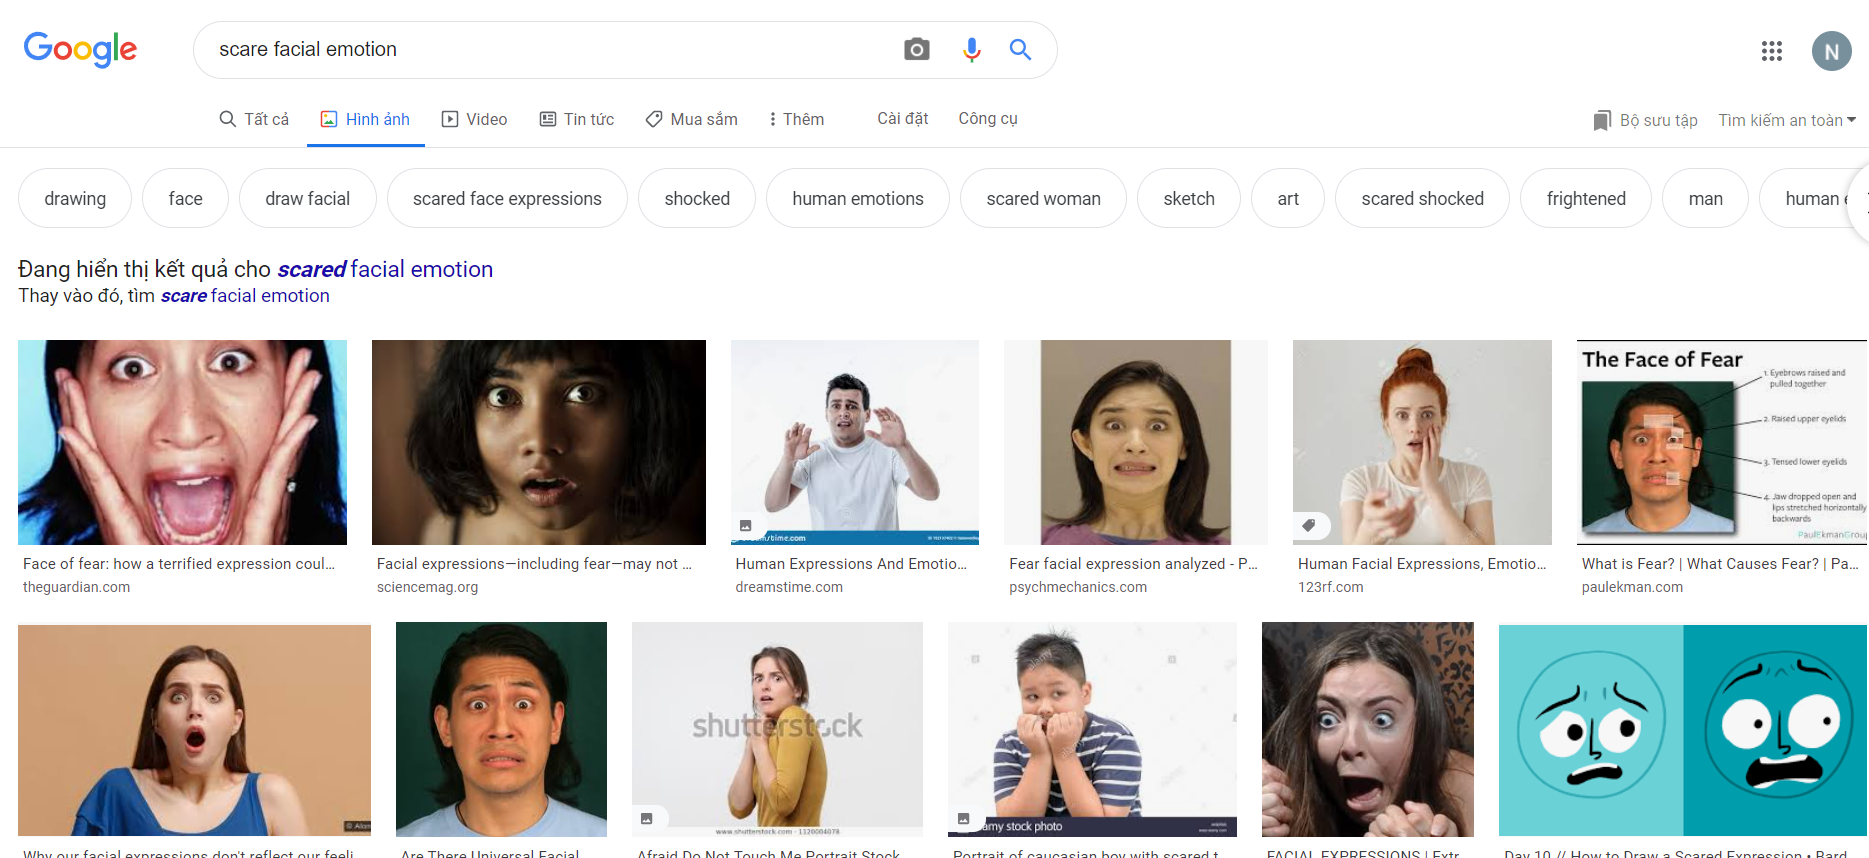 Google
scare facial emotion
N
Tất cả
Hình ảnh
Video
Tin tức
Mua sắm
Thêm
Cài đặt
Công cụ
Bộ sưu tập
Tìm kiếm an toàn
drawing
face
draw facial
scared face expressions
shocked
human emotions
scared woman
sketch
art
scared shocked
frightened
man
human e
Đang hiển thị kết quả cho scared facial emotion
Thay vào đó, tìm scare facial emotion
The Face of Fear
1. Eyebrows raised and
pulled together
2. Raised upper eyelids
3. Tensed lower eyelids
4. Jaw dropped open and
lips stretched horizontally
backwards
PaulEkmanGroup
Face of fear: how a terrified expression coul...
theguardian.com
Facial expressions—including fear—may not ...
sciencemag.org
Human Expressions And Emotio...
dreamstime.com
Fear facial expression analyzed - P...
psychmechanics.com
Human Facial Expressions, Emotio...
123rf.com
What is Fear? | What Causes Fear? | Pa...
paulekman.com
shutterstock
www.shutterstock.com · 1120004078
alamy stock photo
Why our facial expressions don't reflect our feeli
Are There Universal Facial
Afraid Do Not Touch Me Portrait Stock
Portrait of caucasian boy with scared t
FACIAL EXPRESSIONS | Extr
Day 10 // How to Draw a Scared Expression • Bard